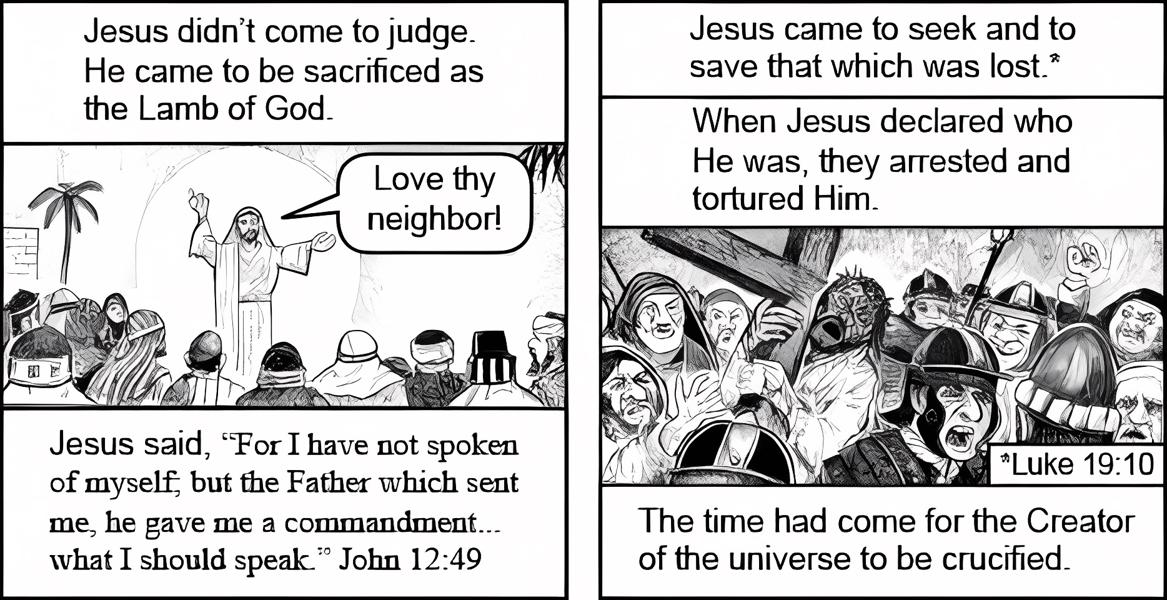 Jesus didn't come to judge.
He came to be sacrificed as
the Lamb of God.
Love thy
neighbor!
Jesus said, "For I have not spoken
of myself; but the Father which sent
me, he gave me a commandment...
what I should speak." John 12:49
Jesus came to seek and to
save that which was lost.*
When Jesus declared who
He was, they arrested and
tortured Him.
*Luke 19:10
The time had come for the Creator
of the universe to be crucified.